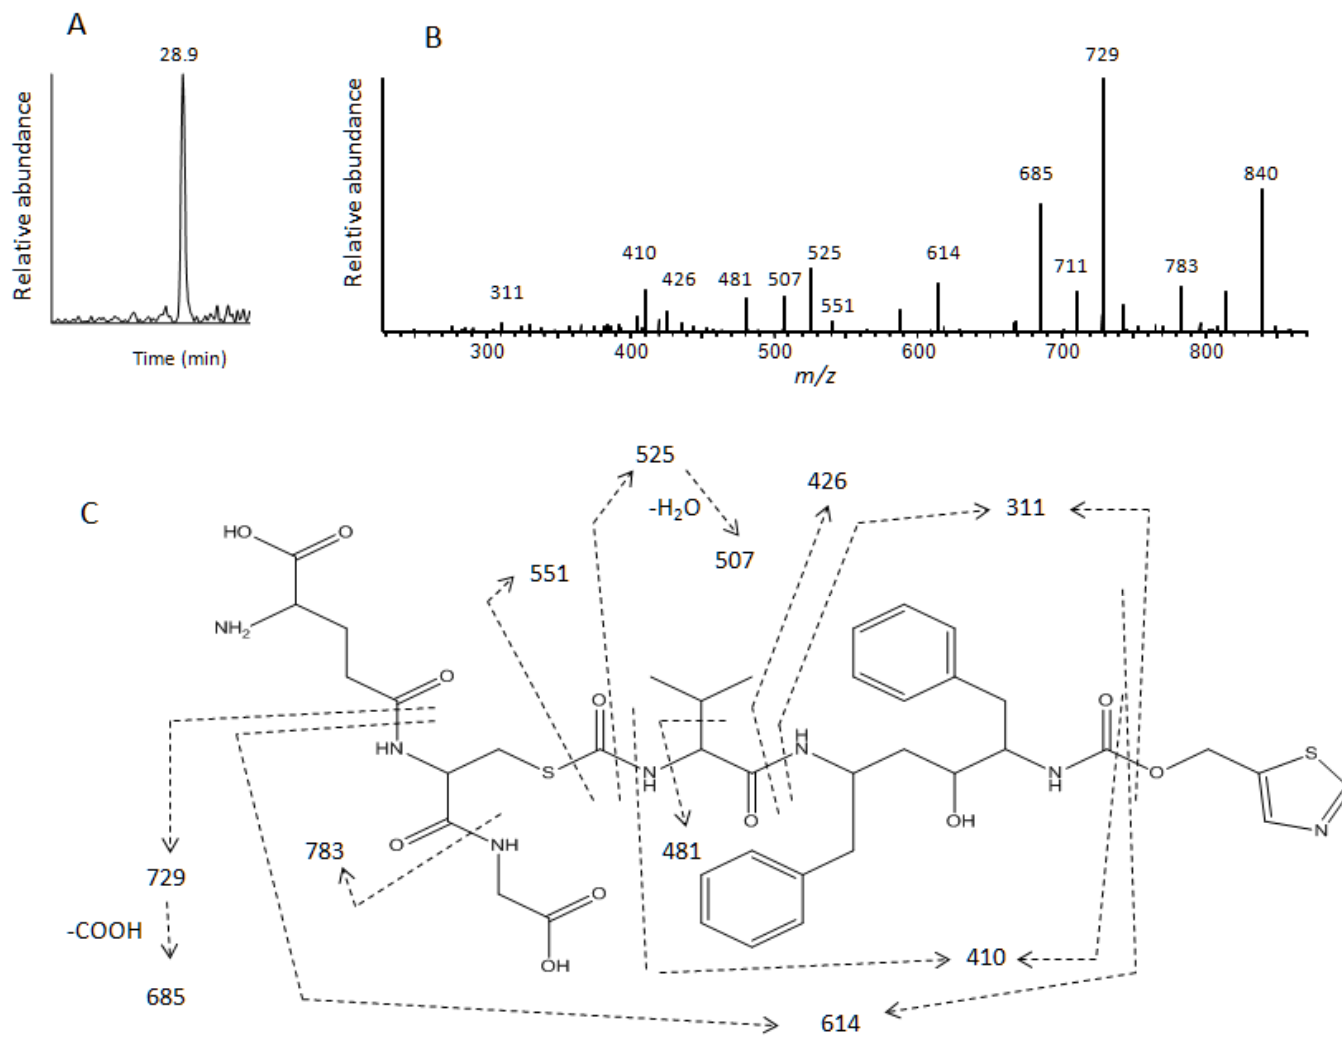 A
28.9
Relative abundance
Time (min)
B
Relative abundance
729
685
840
410
426
481
507
525
551
614
711
783
311
300
400
500
600
700
800
m/z
C
525
-H2O
507
426
311
551
HO
O
NH2
O
HN
S
O
N
H
O
H
N
OH
N
H
O
O
S
N
O
NH
O
OH
783
481
729
-COOH
685
410
614